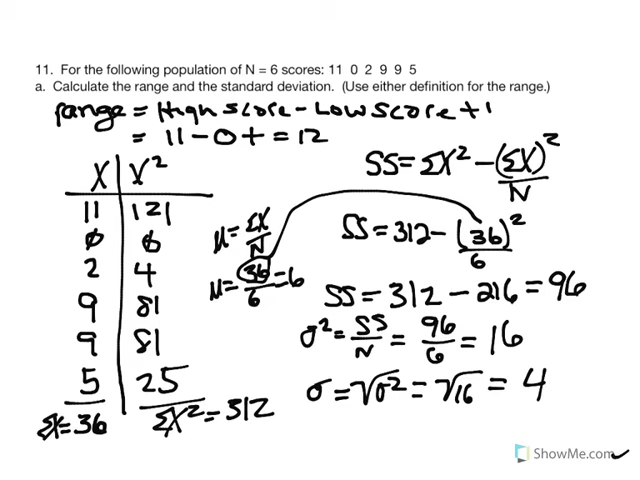 11. For the following population of N = 6 scores: 11 0 2 9 9 5
a. Calculate the range and the standard deviation. (Use either definition for the range.)
range = High score - Low score + 1
= 11 - 0 + = 12
X | X²
11 | 121
0 | 0
2 | 4
9 | 81
9 | 81
5 | 25
ΣX = 36
ΣX² = 312
μ = ΣX/N
μ = 36/6 = 6
SS = ΣX² - (ΣX)²/N
SS = 312 - (36)²/6
SS = 312 - 216 = 96
σ² = SS/N = 96/6 = 16
σ = √σ² = √16 = 4
ShowMe.com